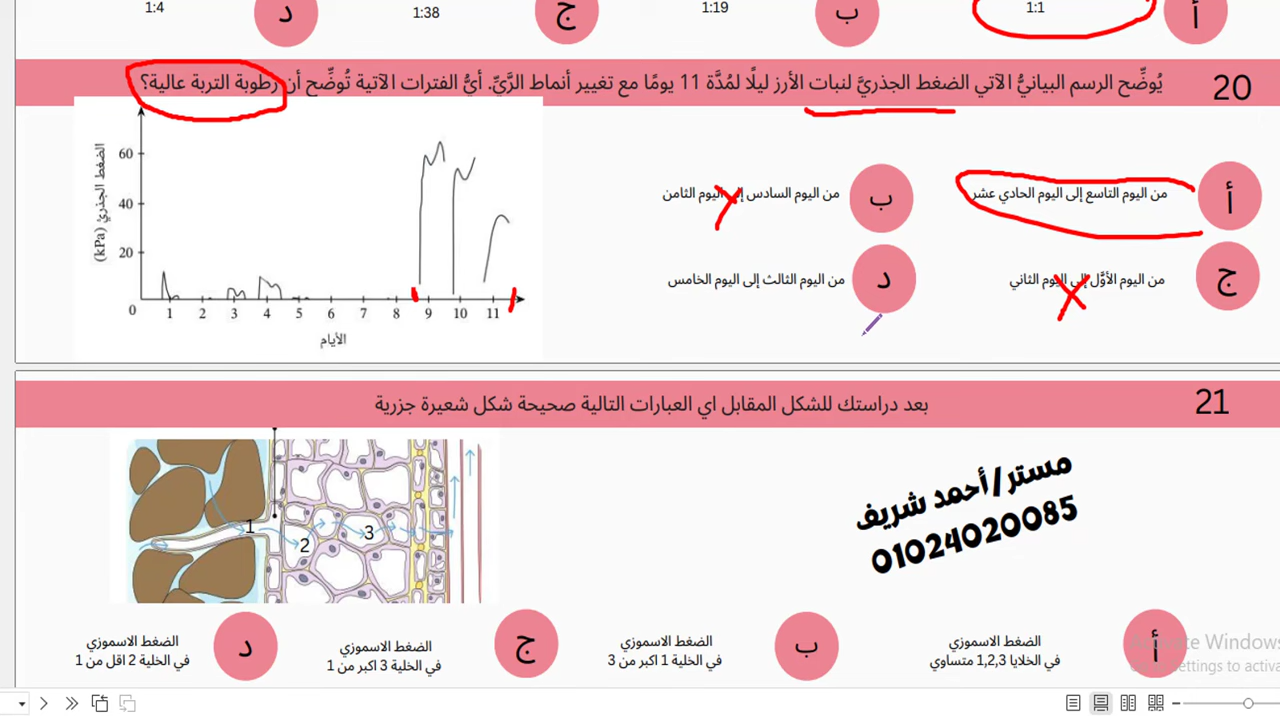 أ
1:1
ب
1:19
ج
1:38
د
1:4
20
يُوضِّح الرسم البيانيُّ الآتي الضغط الجذريَّ لنبات الأرز ليلًا لمُدَّة 11 يومًا مع تغيير أنماط الرَّيِّ. أيُّ الفترات الآتية تُوضِّح أن رطوبة التربة عالية؟
الضغط الجذريّ (kPa)
60
40
20
0 1 2 3 4 5 6 7 8 9 10 11
الأيام
أ
من اليوم التاسع إلى اليوم الحادي عشر
ب
من اليوم السادس إلى اليوم الثامن
ج
من اليوم الأوَّل إلى اليوم الثاني
د
من اليوم الثالث إلى اليوم الخامس
21
بعد دراستك للشكل المقابل اي العبارات التالية صحيحة شكل شعيرة جزرية
1
2
3
مستر/أحمد شريف
01024020085
أ
الضغط الاسموزي
في الخلايا 1,2,3 متساوي
ب
الضغط الاسموزي
في الخلية 1 اكبر من 3
ج
الضغط الاسموزي
في الخلية 3 اكبر من 1
د
الضغط الاسموزي
في الخلية 2 اقل من 1
Activate Windows
Settings to activa